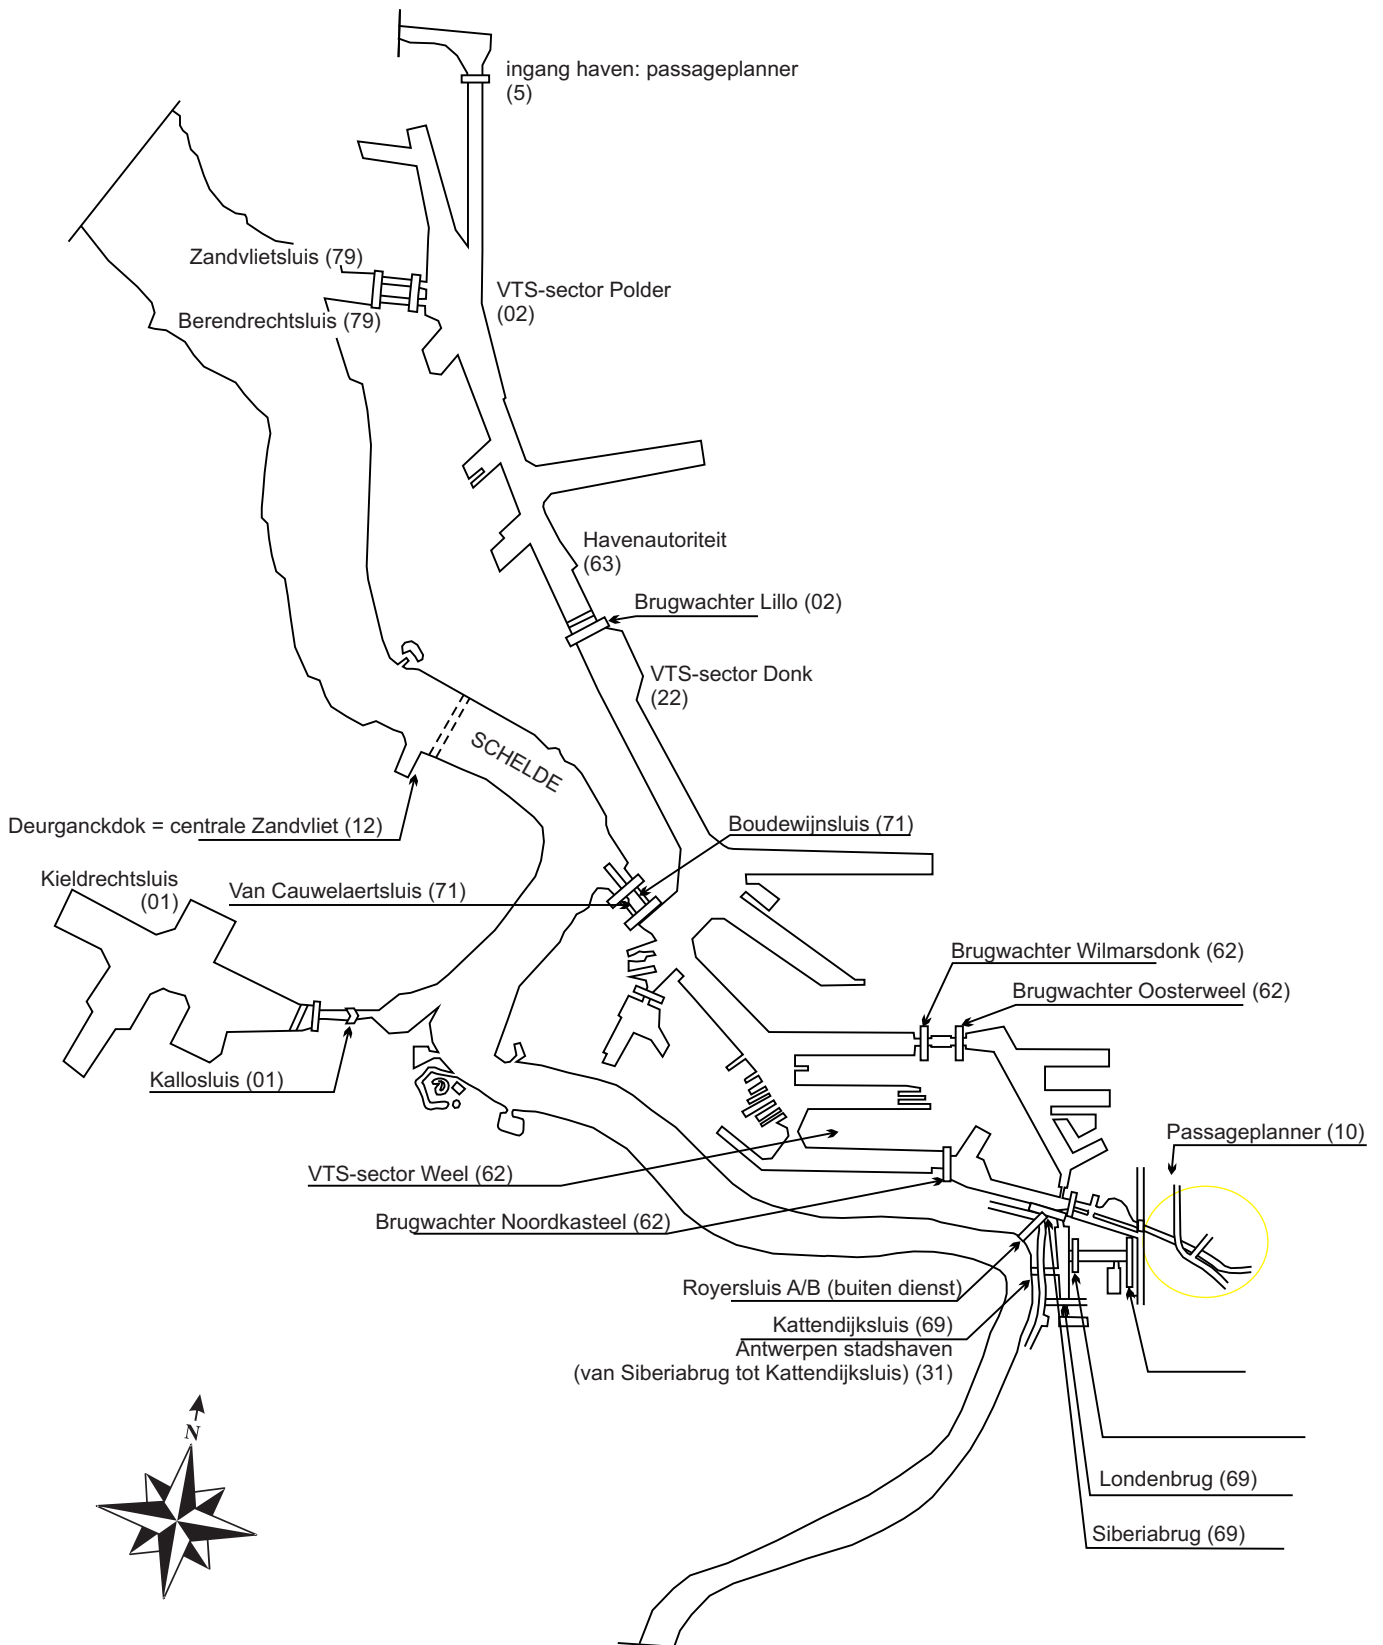 ingang haven: passageplanner
(5)
Zandvlietsluis (79)
VTS-sector Polder
(02)
Berendrechtsluis (79)
Havenautoriteit
(63)
Brugwachter Lillo (02)
VTS-sector Donk
(22)
SCHELDE
Deurganckdok = centrale Zandvliet (12)
Boudewijnsluis (71)
Kieldrechtsluis
(01)
Van Cauwelaertsluis (71)
Brugwachter Wilmarsdonk (62)
Brugwachter Oosterweel (62)
Kallosluis (01)
Passageplanner (10)
VTS-sector Weel (62)
Brugwachter Noordkasteel (62)
Royersluis A/B (buiten dienst)
Kattendijksluis (69)
Antwerpen stadshaven
(van Siberiabrug tot Kattendijksluis) (31)
N
Londenbrug (69)
Siberiabrug (69)